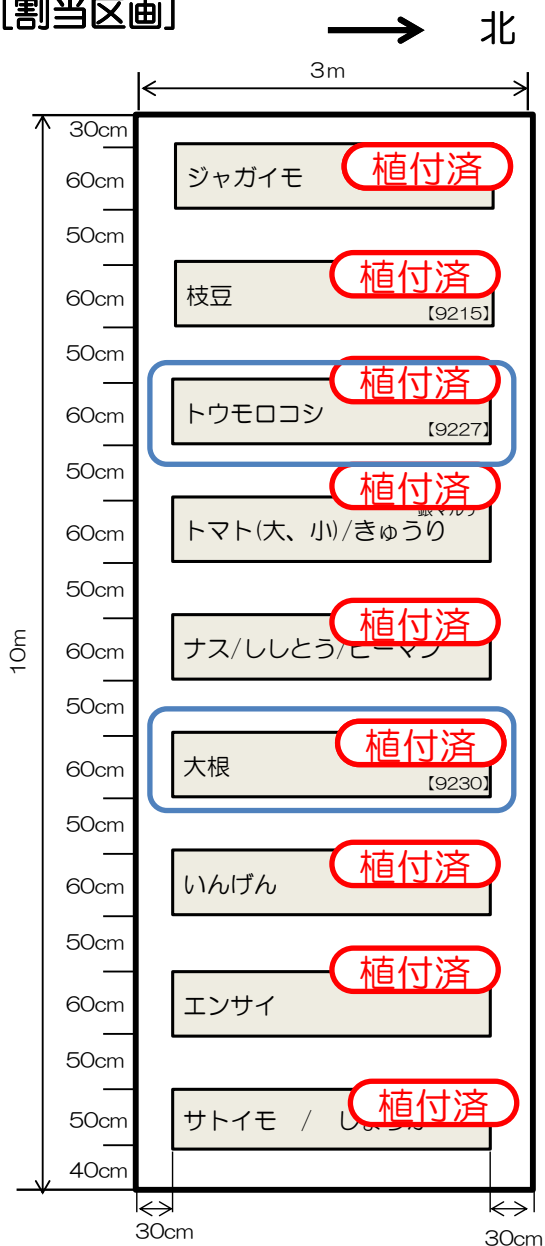 [割当区画]
北
3m
30cm
60cm
ジャガイモ
植付済
50cm
60cm
枝豆
植付済
【9215】
50cm
60cm
トウモロコシ
植付済
【9227】
50cm
60cm
トマト(大、小)/きゅうり
植付済
50cm
60cm
ナス/ししとう/ピーマン
植付済
50cm
60cm
大根
植付済
【9230】
50cm
60cm
いんげん
植付済
50cm
60cm
エンサイ
植付済
50cm
50cm
サトイモ / 
植付済
40cm
10m
30cm
30cm